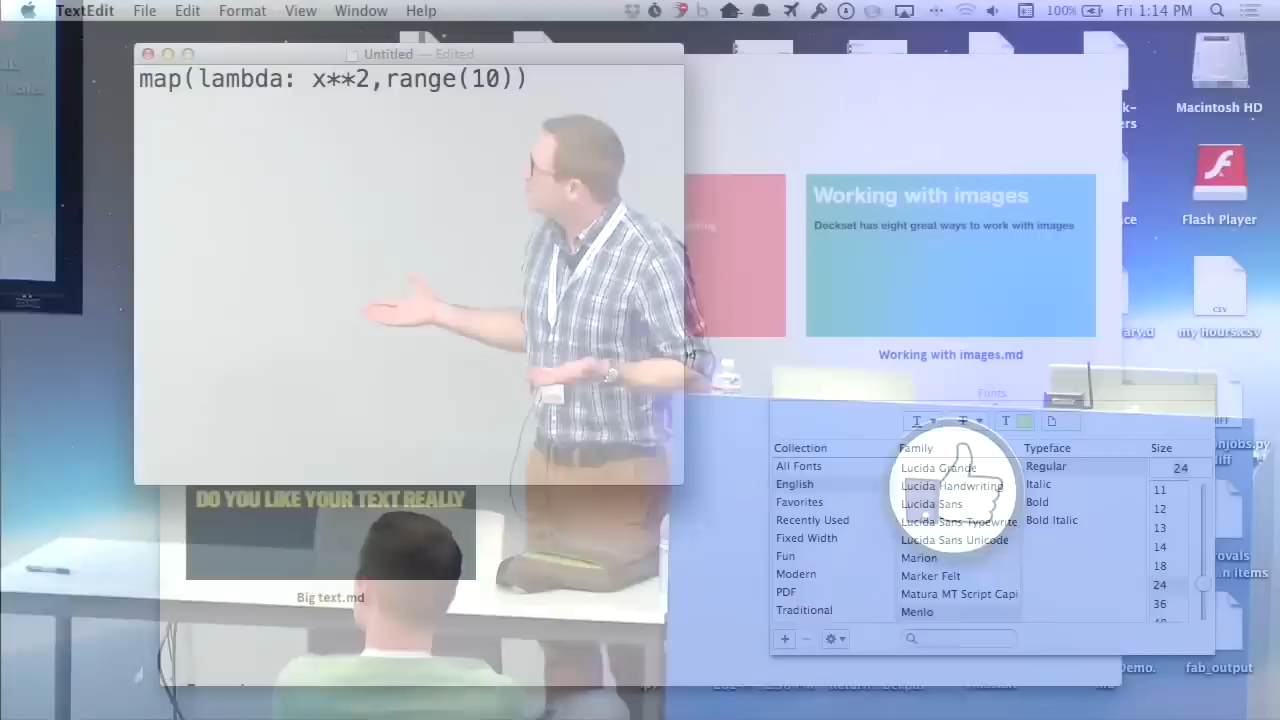 TextEdit File Edit Format View Window Help
100% Fri 1:14 PM
Untitled — Edited
map(lambda: x**2,range(10))
Macintosh HD
Flash Player
Working with images
Deckset has eight great ways to work with images
my hours.csv
Working with images.md
Fonts
Collection Family Typeface Size
All Fonts Lucida Grande Regular 24
English Lucida Handwriting Italic 11
Favorites Lucida Sans Bold 12
Recently Used Lucida Sans Typewrite Bold Italic 13
Fixed Width Lucida Sans Unicode 14
Fun Marion 18
Modern Marker Felt 24
PDF Matura MT Script Capi 36
Traditional Menlo
DO YOU LIKE YOUR TEXT REALLY
Big text.md
fab_output